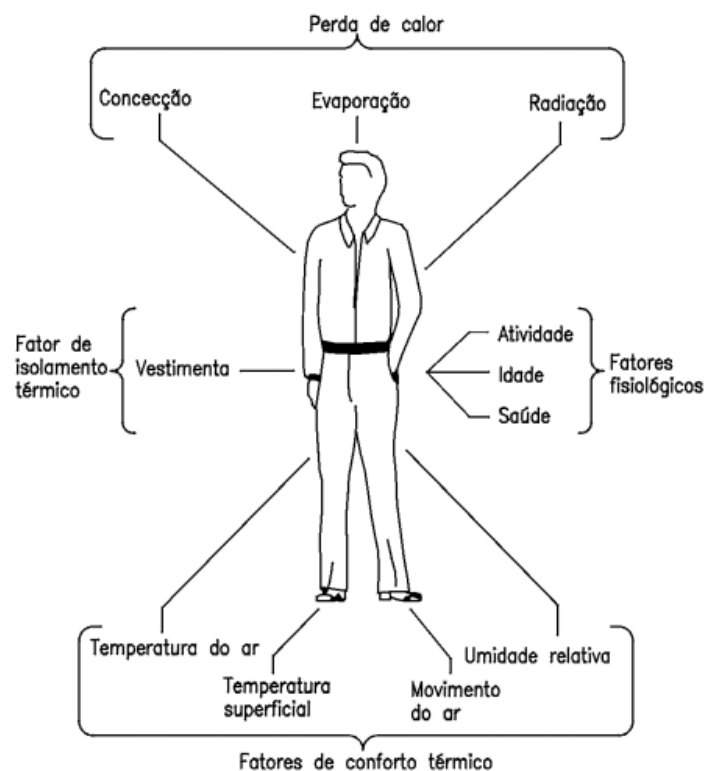 Perda de calor
Concecção
Evaporação
Radiação
Fator de
isolamento
térmico
Vestimenta
Atividade
Idade
Saúde
Fatores
fisiológicos
Temperatura do ar
Temperatura
superficial
Movimento
do ar
Umidade relativa
Fatores de conforto térmico